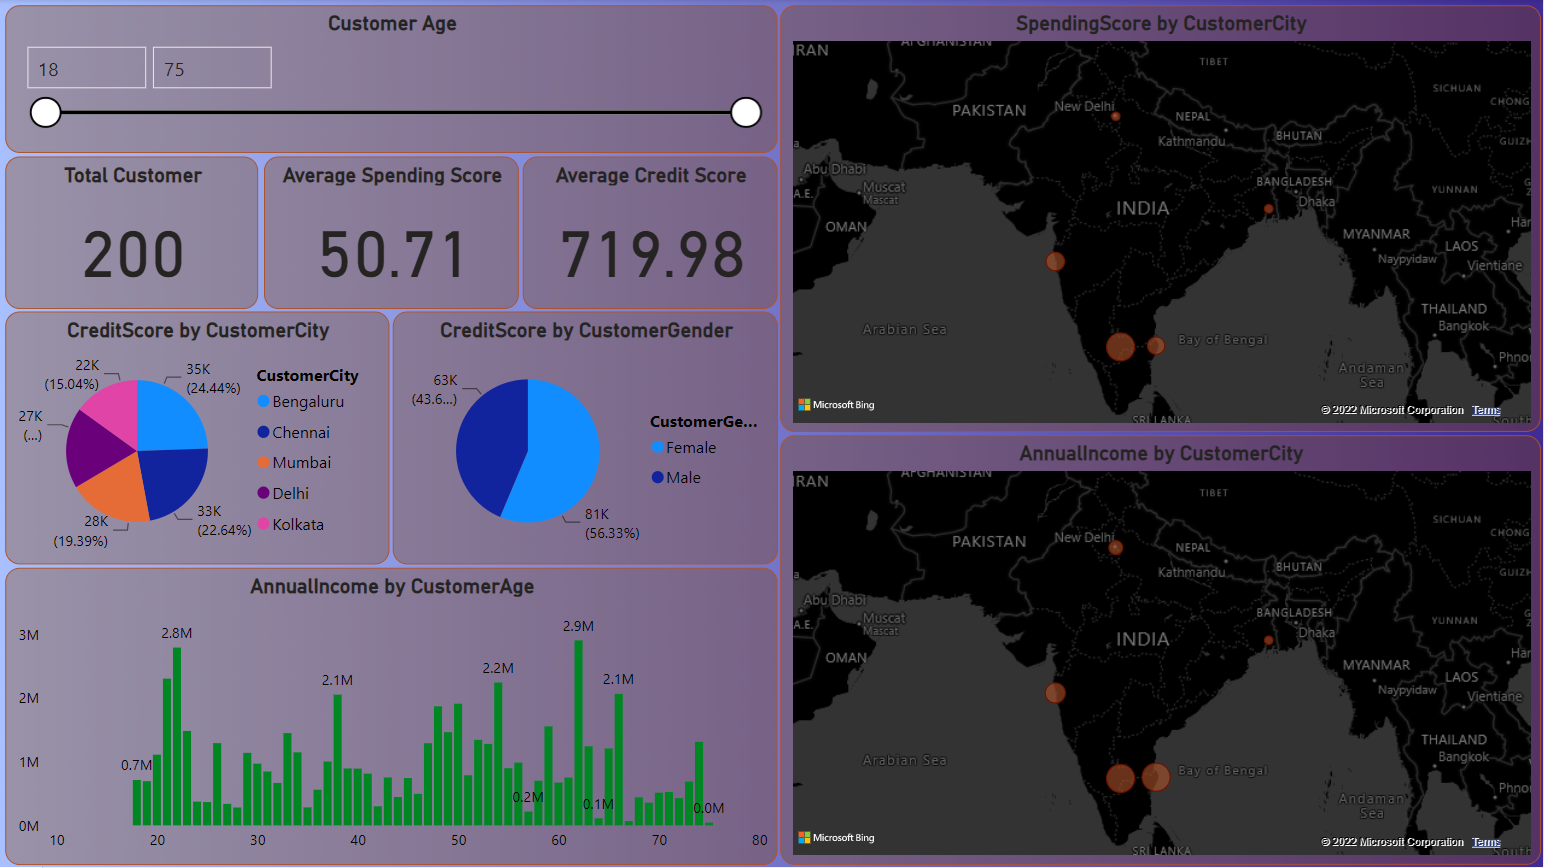 Customer Age
18
75
Total Customer
200
Average Spending Score
50.71
Average Credit Score
719.98
CreditScore by CustomerCity
22K
(15.04%)
35K
(24.44%)
27K
(...)
28K
(19.39%)
33K
(22.64%)
CustomerCity
Bengaluru
Chennai
Mumbai
Delhi
Kolkata
CreditScore by CustomerGender
63K
(43.6...)
81K
(56.33%)
CustomerGe...
Female
Male
AnnualIncome by CustomerAge
3M
2M
1M
0M
0.7M
2.8M
2.1M
2.2M
0.2M
2.9M
0.1M
2.1M
0.0M
10
20
30
40
50
60
70
80
SpendingScore by CustomerCity
IRAN
AFGHANISTAN
TIBET
SICHUAN
CHONG
PAKISTAN
New Delhi
NEPAL
Kathmandu
BHUTAN
GUIZH
Abu Dhabi
A.E.
Muscat
Mascat
OMAN
INDIA
BANGLADESH
Dhaka
YUNNAN
MYANMAR
Naypyidaw
LAOS
Vientiane
Har
THAILAND
Bangkok
Arabian Sea
Bay of Bengal
Andaman
Sea
Phno
SRI LANKA
South
Microsoft Bing
© 2022 Microsoft Corporation Terms
AnnualIncome by CustomerCity
IRAN
AFGHANISTAN
TIBET
SICHUAN
CHONG
PAKISTAN
New Delhi
NEPAL
Kathmandu
BHUTAN
GUIZH
Abu Dhabi
A.E.
Muscat
Mascat
OMAN
INDIA
BANGLADESH
Dhaka
YUNNAN
MYANMAR
Naypyidaw
LAOS
Vientiane
Har
THAILAND
Bangkok
Arabian Sea
Bay of Bengal
Andaman
Sea
Phno
SRI LANKA
South
Microsoft Bing
© 2022 Microsoft Corporation Terms